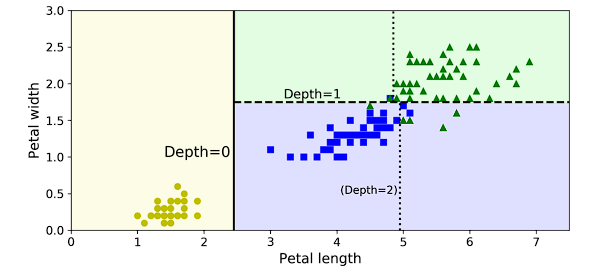 3.0
2.5
2.0
1.5
1.0
0.5
0.0
Petal width
Depth=1
Depth=0
(Depth=2)
0 1 2 3 4 5 6 7
Petal length